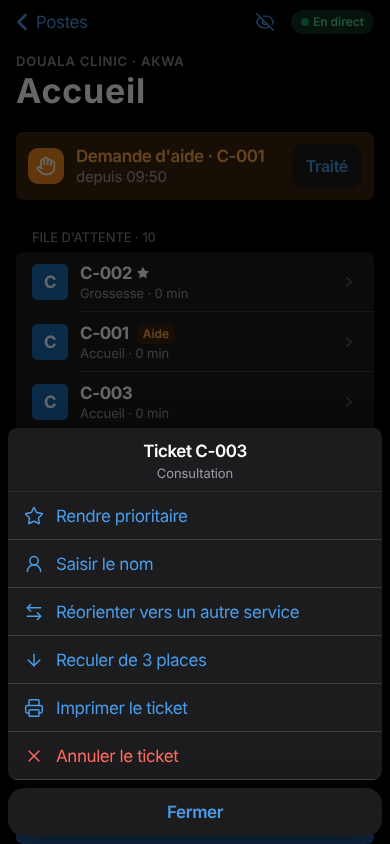 Postes
En direct
DOUALA CLINIC · AKWA
Accueil
Demande d'aide · C-001
depuis 09:50
Traité
FILE D'ATTENTE · 10
C
C-002 ★
Grossesse · 0 min
C
C-001 Aide
Accueil · 0 min
C
C-003
Accueil · 0 min
Ticket C-003
Consultation
Rendre prioritaire
Saisir le nom
Réorienter vers un autre service
Reculer de 3 places
Imprimer le ticket
Annuler le ticket
Fermer